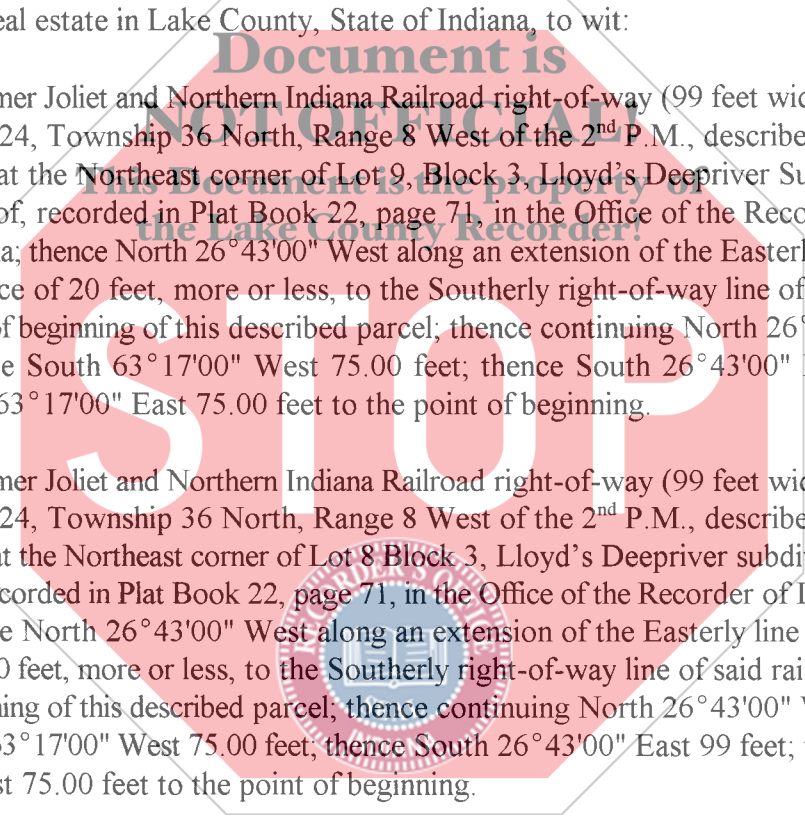 eal estate in Lake County, State of Indiana, to wit:
Document is
mer Joliet and Northern Indiana Railroad right-of-way (99 feet wid
NOT OFFICIAL!
24, Township 36 North, Range 8 West of the 2nd P.M., describe
This Document is the property of
at the Northeast corner of Lot 9, Block 3, Lloyd's Deepriver Su
of, recorded in Plat Book 22, page 71, in the Office of the Reco
the Lake County Recorder!
a; thence North 26°43'00" West along an extension of the Easterl
ce of 20 feet, more or less, to the Southerly right-of-way line of
of beginning of this described parcel; thence continuing North 26°
e South 63°17'00" West 75.00 feet; thence South 26°43'00"
63°17'00" East 75.00 feet to the point of beginning.
STOP
mer Joliet and Northern Indiana Railroad right-of-way (99 feet wid
24, Township 36 North, Range 8 West of the 2nd P.M., describe
at the Northeast corner of Lot 8 Block 3, Lloyd's Deepriver subdi
corded in Plat Book 22, page 71, in the Office of the Recorder of L
RECORDER'S OFFICE
e North 26°43'00" West along an extension of the Easterly line
0 feet, more or less, to the Southerly right-of-way line of said rai
ning of this described parcel; thence continuing North 26°43'00" W
63°17'00" West 75.00 feet; thence South 26°43'00" East 99 feet; t
st 75.00 feet to the point of beginning.